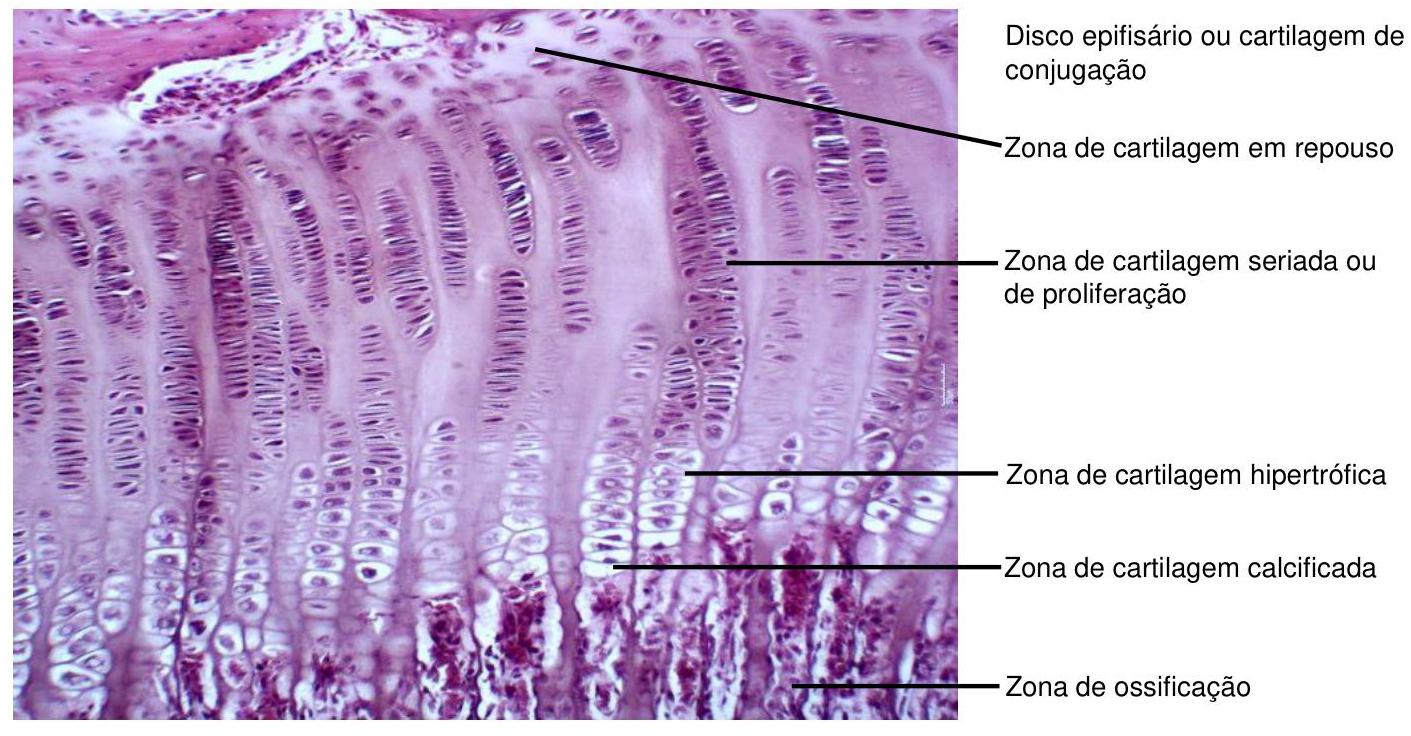 Disco epifisário ou cartilagem de
conjugação
Zona de cartilagem em repouso
Zona de cartilagem seriada ou
de proliferação
Zona de cartilagem hipertrófica
Zona de cartilagem calcificada
Zona de ossificação